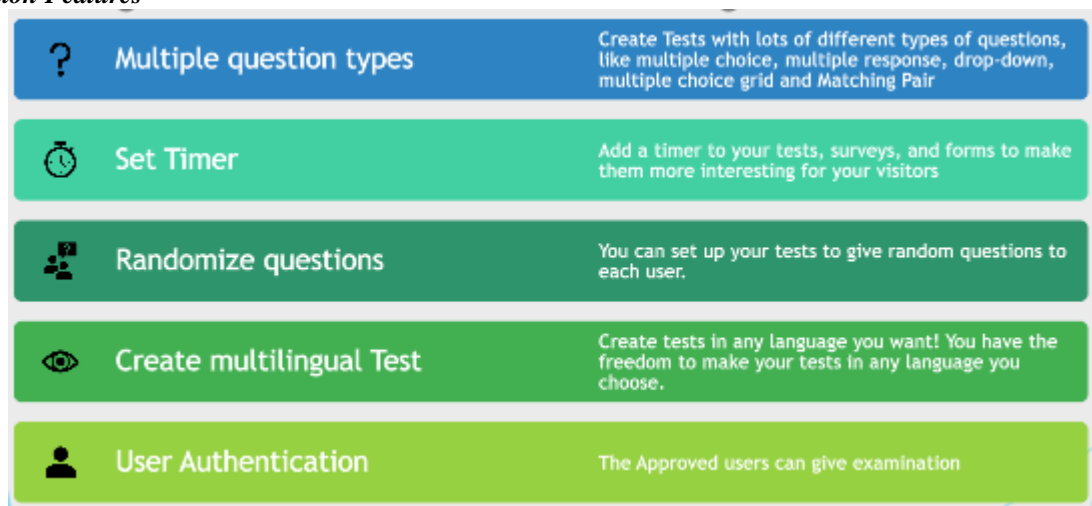 Features
Multiple question types
Create Tests with lots of different types of questions,
like multiple choice, multiple response, drop-down,
multiple choice grid and Matching Pair
Set Timer
Add a timer to your tests, surveys, and forms to make
them more interesting for your visitors
Randomize questions
You can set up your tests to give random questions to
each user.
Create multilingual Test
Create tests in any language you want! You have the
freedom to make your tests in any language you
choose.
User Authentication
The Approved users can give examination